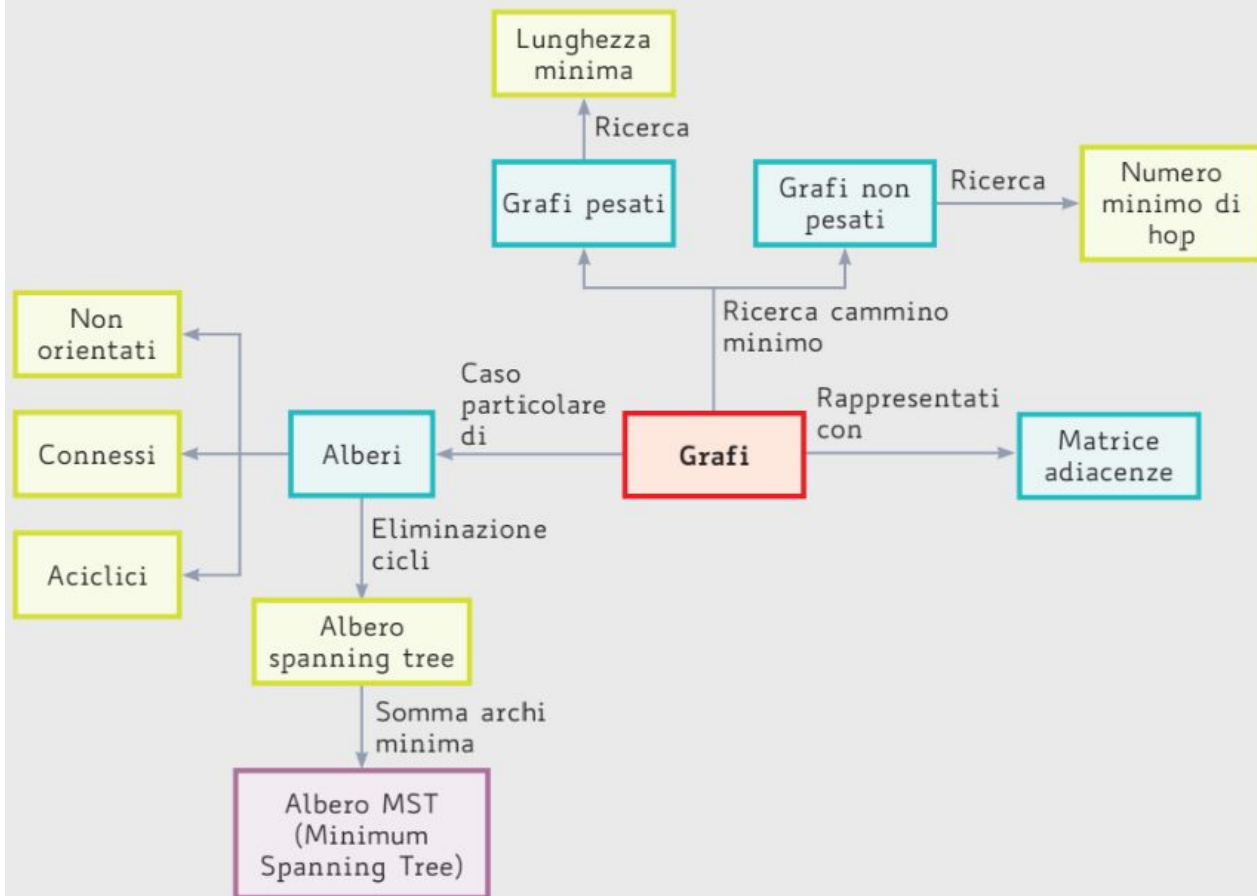 Lunghezza
minima
Ricerca
Grafi pesati
Grafi non
pesati
Ricerca
Numero
minimo di
hop
Ricerca cammino
minimo
Non
orientati
Connessi
Aciclici
Alberi
Caso
particolare
di
Grafi
Rappresentati
con
Matrice
adiacenze
Eliminazione
cicli
Albero
spanning tree
Somma archi
minima
Albero MST
(Minimum
Spanning Tree)